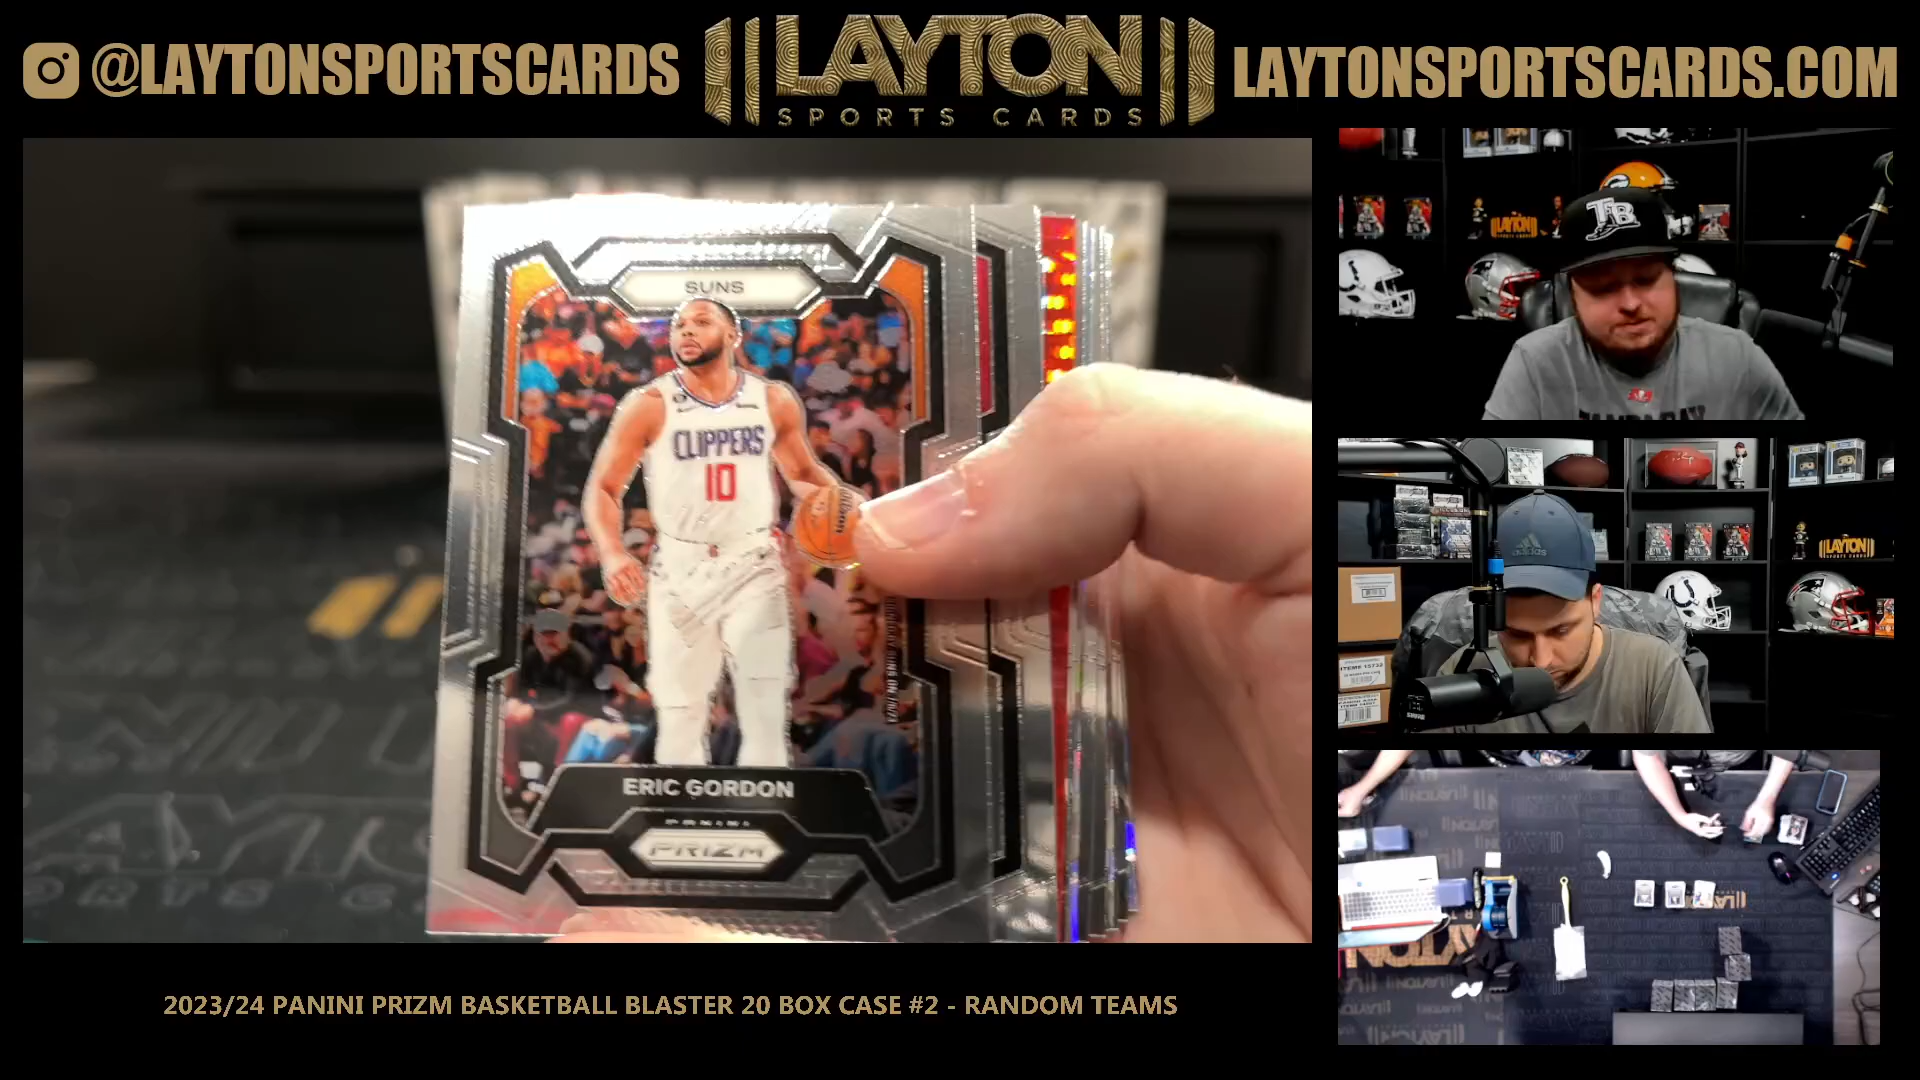 @LAYTONSPORTSCARDS
LAYTON
SPORTS CARDS
LAYTONSPORTSCARDS.COM
SUNS
CLIPPERS
10
ERIC GORDON
PANINI
PRIZM
2023/24 PANINI PRIZM BASKETBALL BLASTER 20 BOX CASE #2 - RANDOM TEAMS
TB
LAYTON
adidas
LAYTON